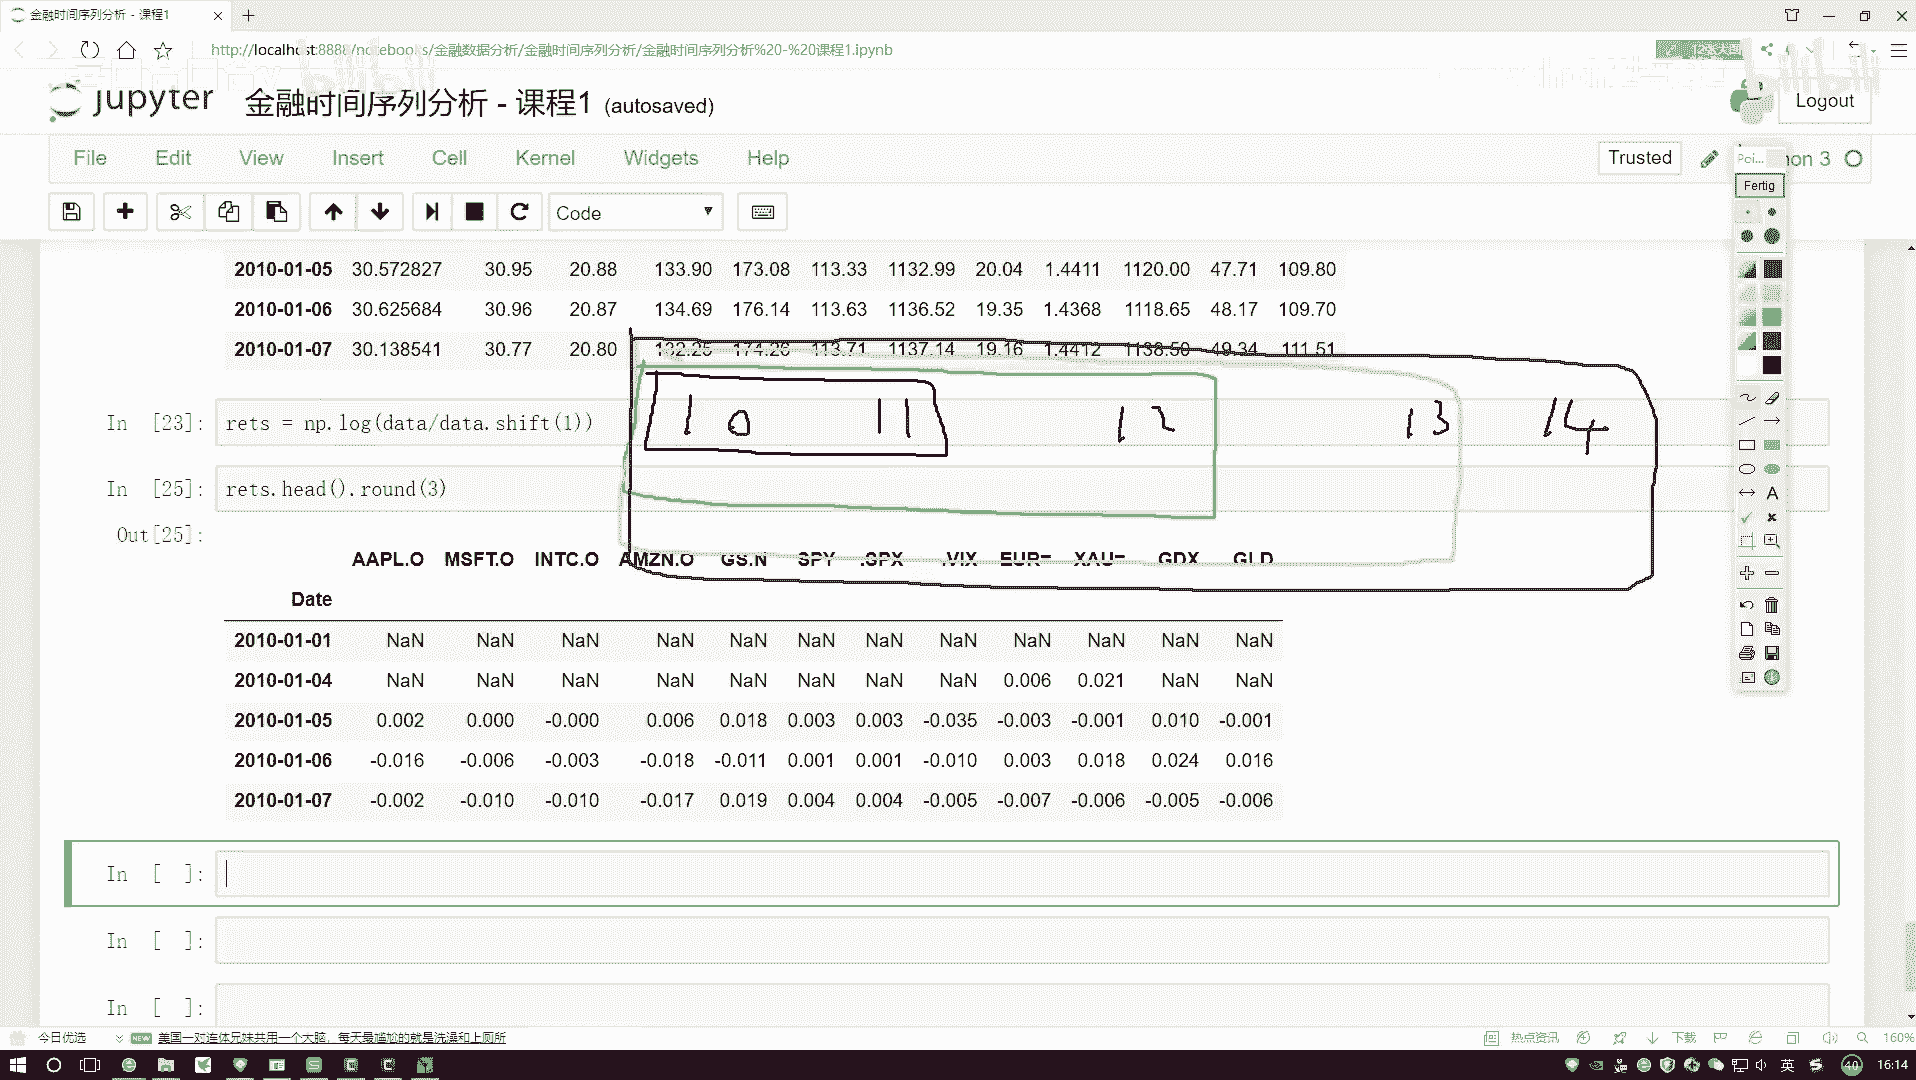 金融时间序列分析 - 课程1
http://localhost:8888/notebooks/金融数据分析/金融时间序列分析/金融时间序列分析%20-%20课程1.ipynb
jupyter 金融时间序列分析 - 课程1 (autosaved)
Logout
File Edit View Insert Cell Kernel Widgets Help
Trusted
Poi...
Fertig
Code
2010-01-05 30.572827 30.95 20.88 133.90 173.08 113.33 1132.99 20.04 1.4411 1120.00 47.71 109.80
2010-01-06 30.625684 30.96 20.87 134.69 176.14 113.63 1136.52 19.35 1.4368 1118.65 48.17 109.70
2010-01-07 30.138541 30.77 20.80 132.25 174.26 113.71 1137.14 19.16 1.4412 1138.50 49.34 111.51
In [23]: rets = np.log(data/data.shift(1))
10 11 12 13 14
In [25]: rets.head().round(3)
Out[25]:
AAPL.O MSFT.O INTC.O AMZN.O GS.N SPY .SPX .VIX EUR= XAU= GDX GLD
Date
2010-01-01 NaN NaN NaN NaN NaN NaN NaN NaN NaN NaN NaN NaN
2010-01-04 NaN NaN NaN NaN NaN NaN NaN NaN 0.006 0.021 NaN NaN
2010-01-05 0.002 0.000 -0.000 0.006 0.018 0.003 0.003 -0.035 -0.003 -0.001 0.010 -0.001
2010-01-06 -0.016 -0.006 -0.003 -0.018 -0.011 0.001 0.001 -0.010 0.003 0.018 0.024 0.016
2010-01-07 -0.002 -0.010 -0.010 -0.017 0.019 0.004 0.004 -0.005 -0.007 -0.006 -0.005 -0.006
In [ ]:
In [ ]:
In [ ]:
今日优选 NEW 美国一对连体兄妹共用一个大脑，每天最尴尬的就是洗澡和上厕所
热点资讯 下载 160%
英 40 16:14